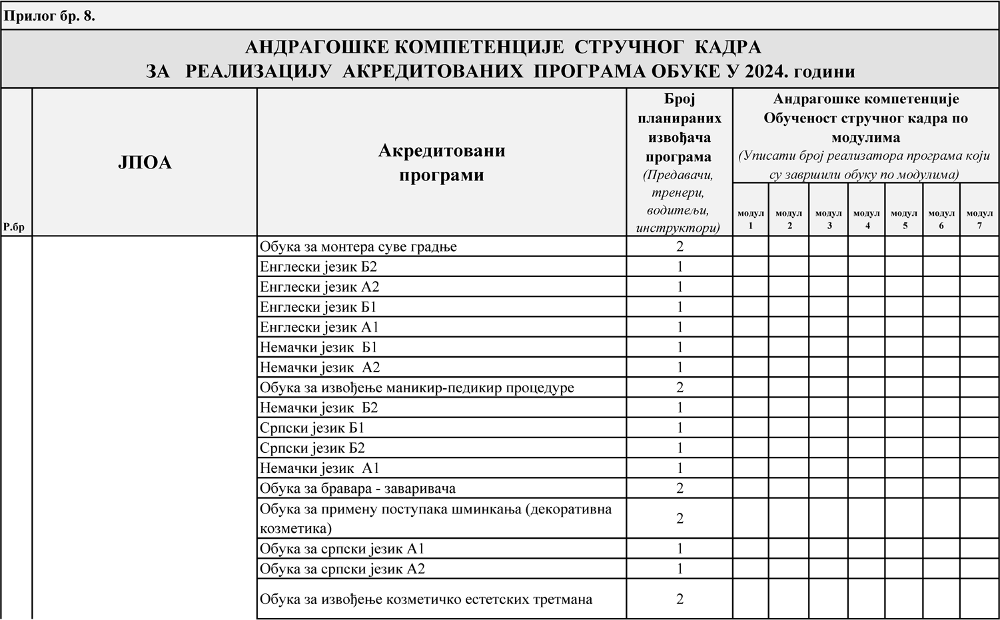 Прилог бр. 8.
АНДРАГОШКЕ КОМПЕТЕНЦИЈЕ СТРУЧНОГ КАДРА
ЗА РЕАЛИЗАЦИЈУ АКРЕДИТОВАНИХ ПРОГРАМА ОБУКЕ У 2024. години
Р.бр
ЈПОА
Акредитовани
програми
Број
планираних
извођача
програма
(Предавачи,
тренери,
водитељи,
инструктори)
Андрагошке компетенције
Обученост стручног кадра по
модулима
(Уписати број реализатора програма који
су завршили обуку по модулима)
модул
1
модул
2
модул
3
модул
4
модул
5
модул
6
модул
7
Обука за монтера суве градње 2
Енглески језик Б2 1
Енглески језик А2 1
Енглески језик Б1 1
Енглески језик А1 1
Немачки језик Б1 1
Немачки језик А2 1
Обука за извођење маникир-педикир процедуре 2
Немачки језик Б2 1
Српски језик Б1 1
Српски језик Б2 1
Немачки језик А1 1
Обука за бравара - заваривача 2
Обука за примену поступака шминкања (декоративна
козметика) 2
Обука за српски језик А1 1
Обука за српски језик А2 1
Обука за извођење козметичко естетских третмана 2